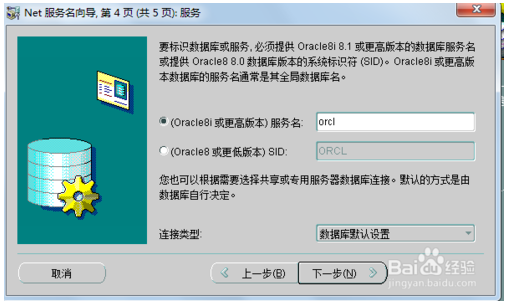 Net 服务名向导, 第 4 页 (共 5 页): 服务
要标识数据库或服务, 必须提供 Oracle8i 8.1 或更高版本的数据库服务名
或提供 Oracle8 8.0 数据库版本的系统标识符 (SID)。Oracle8i 或更高版
本数据库的服务名通常是其全局数据库名。
(Oracle8i 或更高版本) 服务名: orcl
(Oracle8 或更低版本) SID: ORCL
您也可以根据需要选择共享或专用服务器数据库连接。默认的方式是由
数据库自行决定。
连接类型: 数据库默认设置
取消 上一步(B) 下一步(N)
Baidu 经验
jingyan.baidu.com